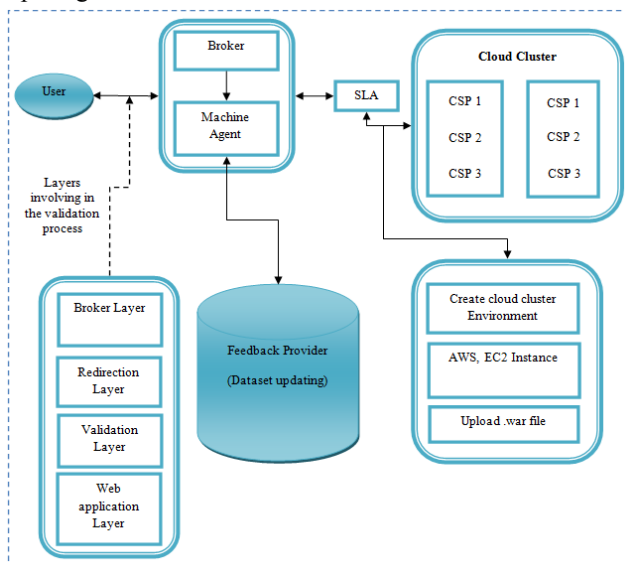 User
Broker
Machine
Agent
SLA
Cloud Cluster
CSP 1
CSP 2
CSP 3
CSP 1
CSP 2
CSP 3
Layers
involving in
the validation
process
Broker Layer
Redirection
Layer
Validation
Layer
Web
application
Layer
Feedback Provider
(Dataset updating)
Create cloud cluster
Environment
AWS, EC2 Instance
Upload .war file